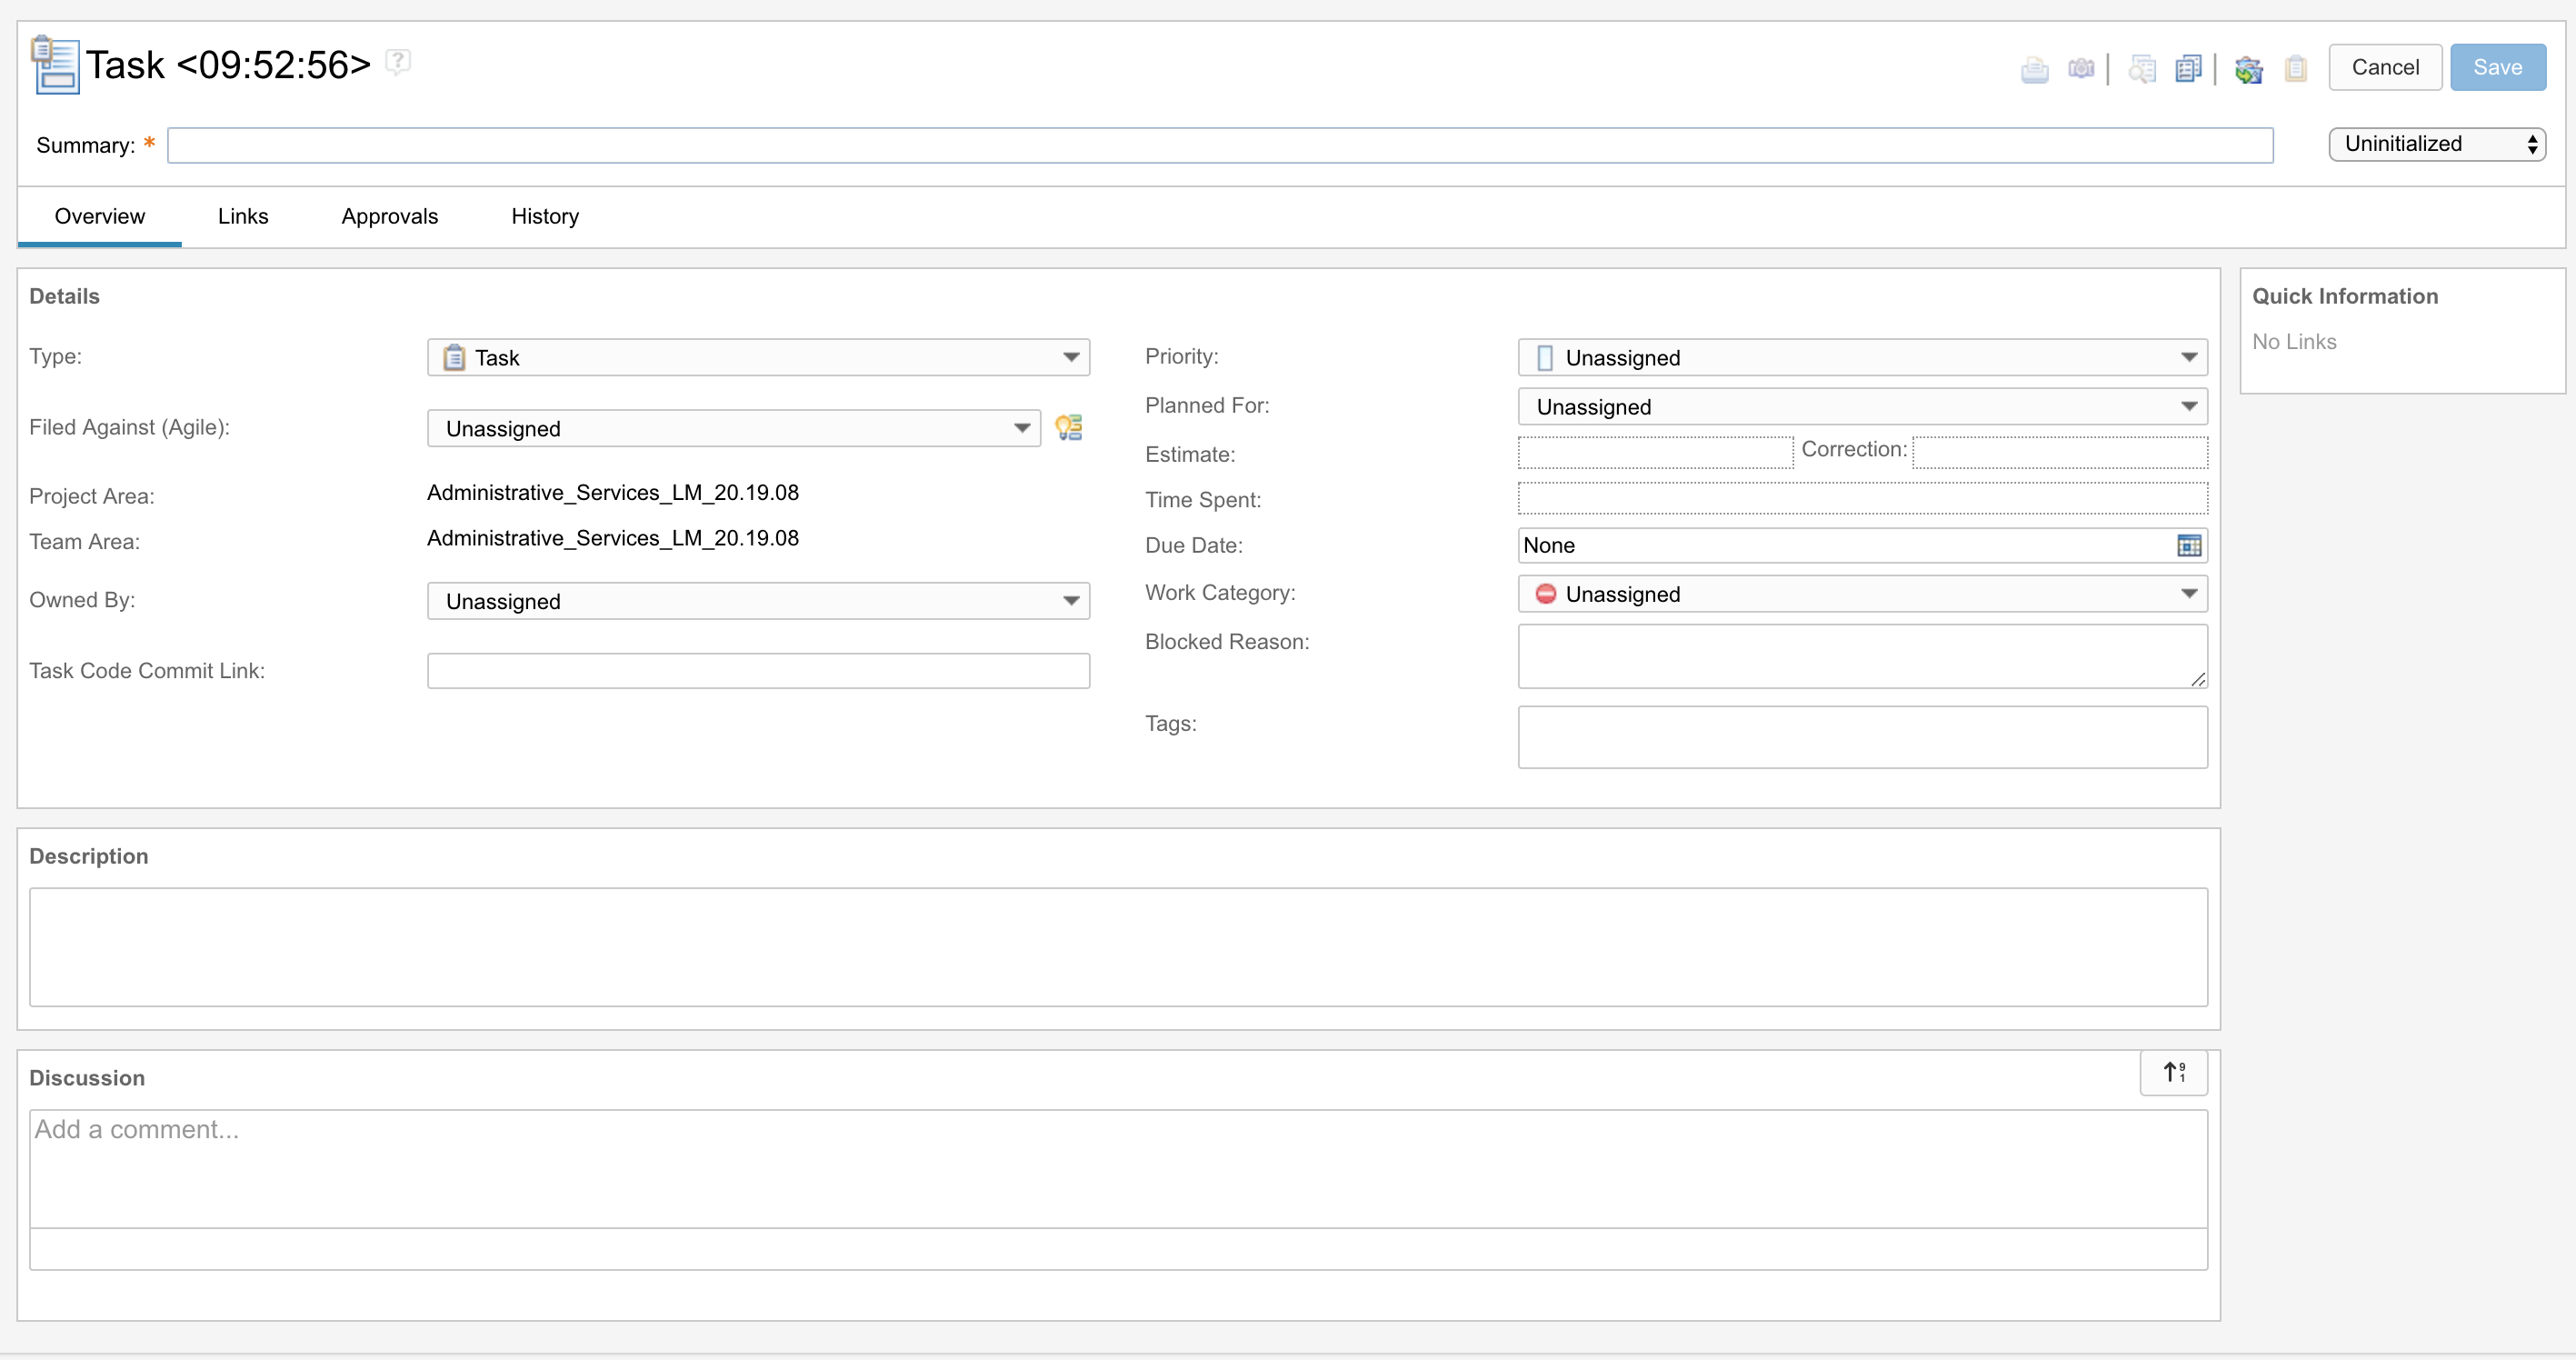 Task <09:52:56>
Cancel
Save
Summary: *
Uninitialized
Overview
Links
Approvals
History
Details
Type:
Task
Filed Against (Agile):
Unassigned
Project Area:
Administrative_Services_LM_20.19.08
Team Area:
Administrative_Services_LM_20.19.08
Owned By:
Unassigned
Task Code Commit Link:
Priority:
Unassigned
Planned For:
Unassigned
Estimate:
Correction:
Time Spent:
Due Date:
None
Work Category:
Unassigned
Blocked Reason:
Tags:
Quick Information
No Links
Description
Discussion
9
1
Add a comment...